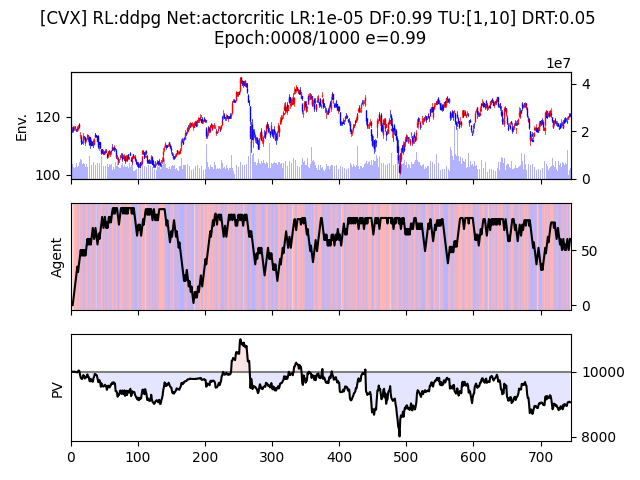 [CVX] RL:ddpg Net:actorcritic LR:1e-05 DF:0.99 TU:[1,10] DRT:0.05
Epoch:0008/1000 e=0.99
1e7
Env.
120
100
4
2
0
Agent
50
0
PV
10000
8000
0 100 200 300 400 500 600 700